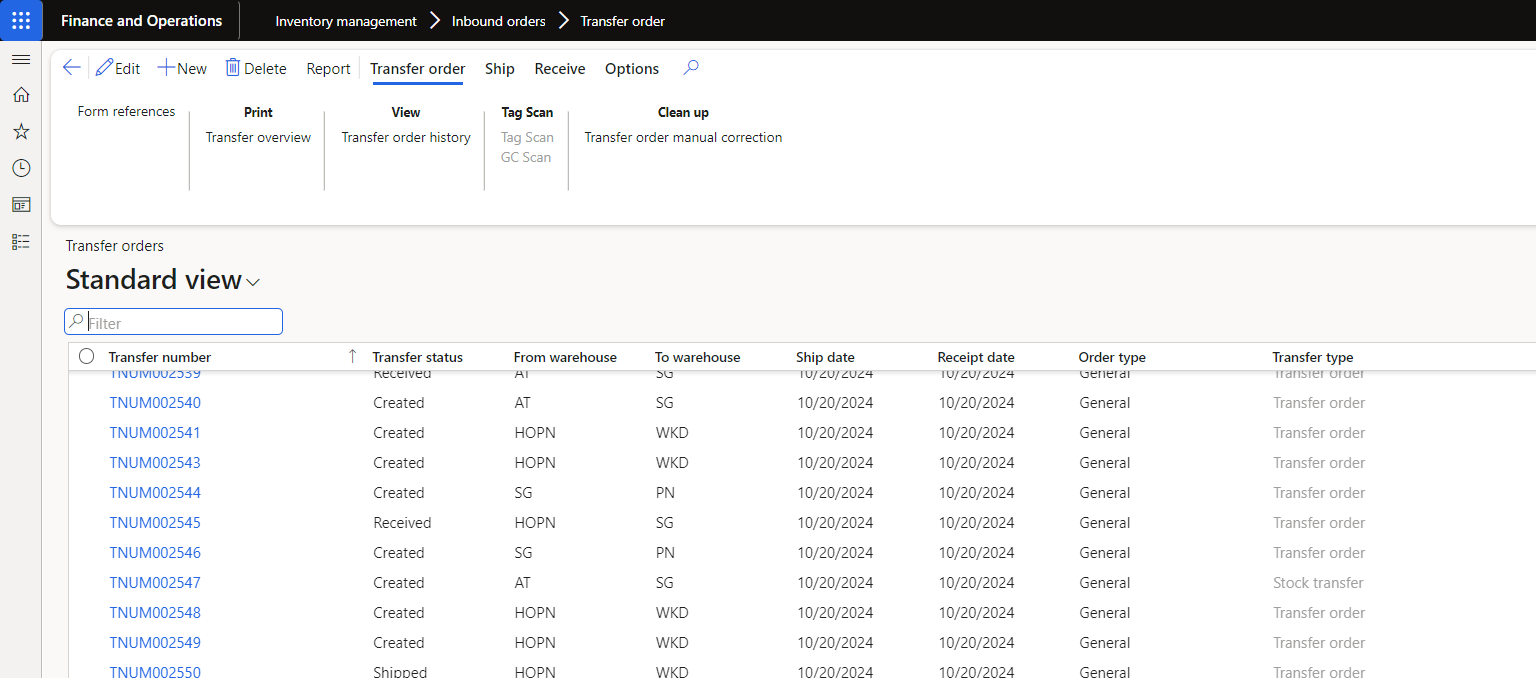 Finance and Operations Inventory management Inbound orders Transfer order
Edit New Delete Report Transfer order Ship Receive Options
Form references Print View Tag Scan Clean up
Transfer overview Transfer order history Tag Scan Transfer order manual correction
GC Scan
Transfer orders
Standard view
Filter
Transfer number Transfer status From warehouse To warehouse Ship date Receipt date Order type Transfer type
TNUM002539 Received AT SG 10/20/2024 10/20/2024 General Transfer order
TNUM002540 Created AT SG 10/20/2024 10/20/2024 General Transfer order
TNUM002541 Created HOPN WKD 10/20/2024 10/20/2024 General Transfer order
TNUM002543 Created HOPN WKD 10/20/2024 10/20/2024 General Transfer order
TNUM002544 Created SG PN 10/20/2024 10/20/2024 General Transfer order
TNUM002545 Received HOPN SG 10/20/2024 10/20/2024 General Transfer order
TNUM002546 Created SG PN 10/20/2024 10/20/2024 General Transfer order
TNUM002547 Created AT SG 10/20/2024 10/20/2024 General Stock transfer
TNUM002548 Created HOPN WKD 10/20/2024 10/20/2024 General Transfer order
TNUM002549 Created HOPN WKD 10/20/2024 10/20/2024 General Transfer order
TNUM002550 Shipped HOPN WKD 10/20/2024 10/20/2024 General Transfer order